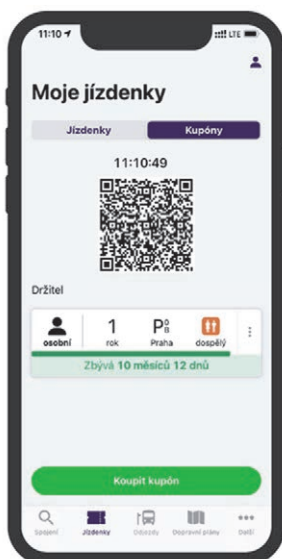 11:10
LTE
Moje jízdenky
Jízdenky
Kupóny
11:10:49
Držitel
osobní
1
rok
P 0 B
Praha
dospělý
Zbývá 10 měsíců 12 dnů
Koupit kupón
Spojení
Jízdenky
Odjezdy
Dopravní plány
Další